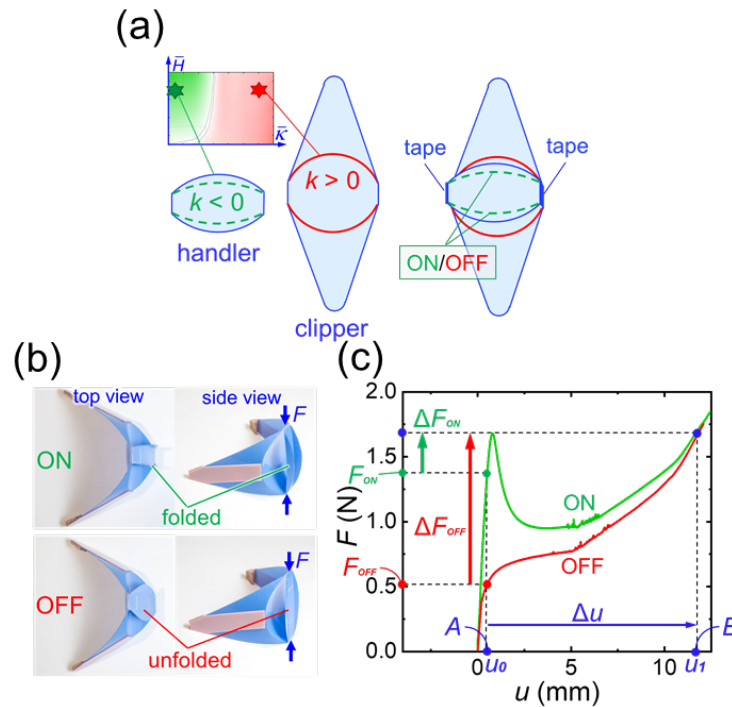 (a)
H̄
κ̄
k < 0
handler
k > 0
clipper
tape
tape
ON/OFF
(b)
top view
side view
F
ON
folded
F
OFF
unfolded
(c)
2.0
1.5
1.0
0.5
0.0
F (N)
ΔF_ON
F_ON
ΔF_OFF
F_OFF
ON
OFF
A
Δu
B
u₀
u₁
0
5
10
u (mm)